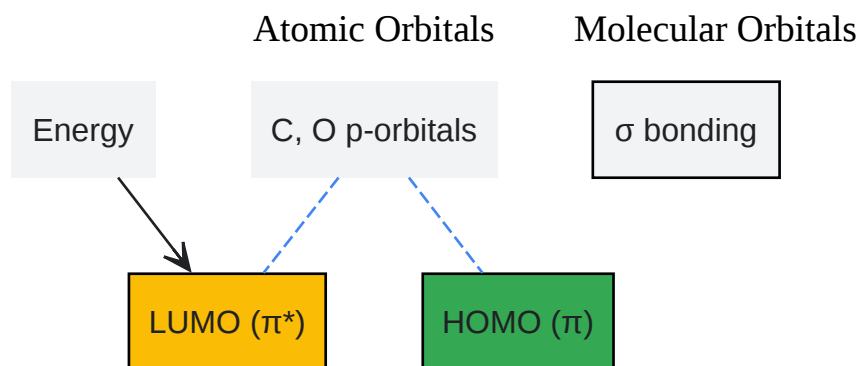 Atomic Orbitals
Molecular Orbitals
Energy
C, O p-orbitals
σ bonding
LUMO (π*)
HOMO (π)